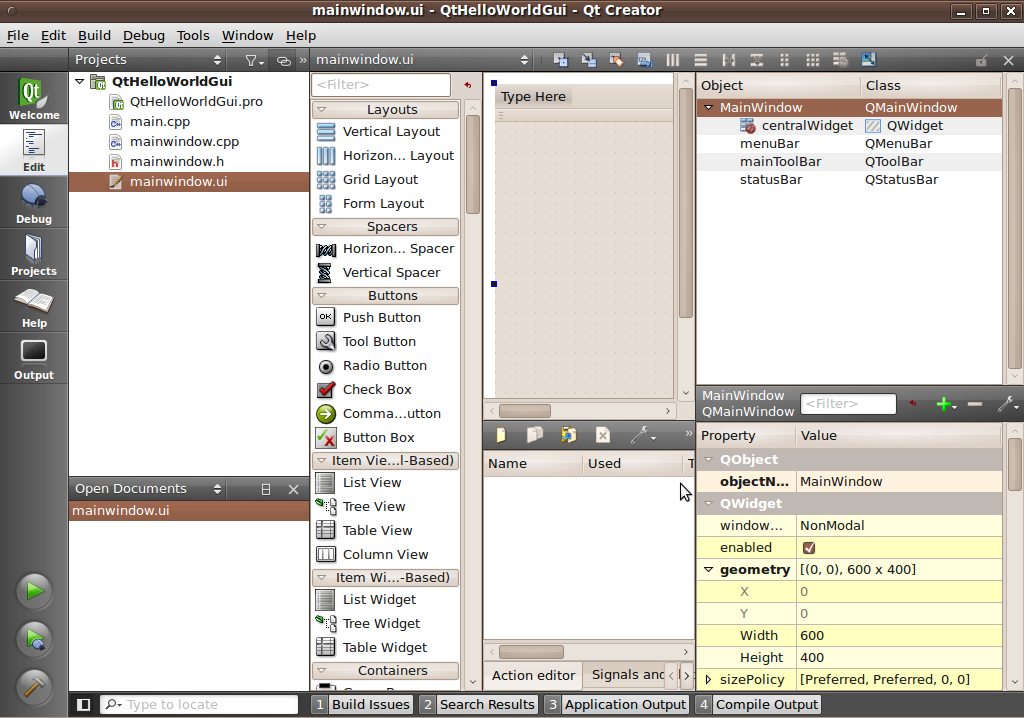 mainwindow.ui - QtHelloWorldGui - Qt Creator
File Edit Build Debug Tools Window Help
Projects
mainwindow.ui
Welcome
Edit
Debug
Projects
Help
Output
QtHelloWorldGui
QtHelloWorldGui.pro
main.cpp
mainwindow.cpp
mainwindow.h
mainwindow.ui
Open Documents
mainwindow.ui
<Filter>
Layouts
Vertical Layout
Horizon... Layout
Grid Layout
Form Layout
Spacers
Horizon... Spacer
Vertical Spacer
Buttons
Push Button
OK
Tool Button
Radio Button
Check Box
Comma...utton
Button Box
Item Vie...l-Based)
List View
Tree View
Table View
Column View
Item Wi...-Based)
List Widget
Tree Widget
Table Widget
Containers
Type Here
Name Used T
Action editor Signals and
Object Class
MainWindow QMainWindow
centralWidget QWidget
menuBar QMenuBar
mainToolBar QToolBar
statusBar QStatusBar
MainWindow
QMainWindow
<Filter>
Property Value
QObject
objectN... MainWindow
QWidget
window... NonModal
enabled
geometry [(0, 0), 600 x 400]
X 0
Y 0
Width 600
Height 400
sizePolicy [Preferred, Preferred, 0, 0]
Type to locate
1 Build Issues 2 Search Results 3 Application Output 4 Compile Output